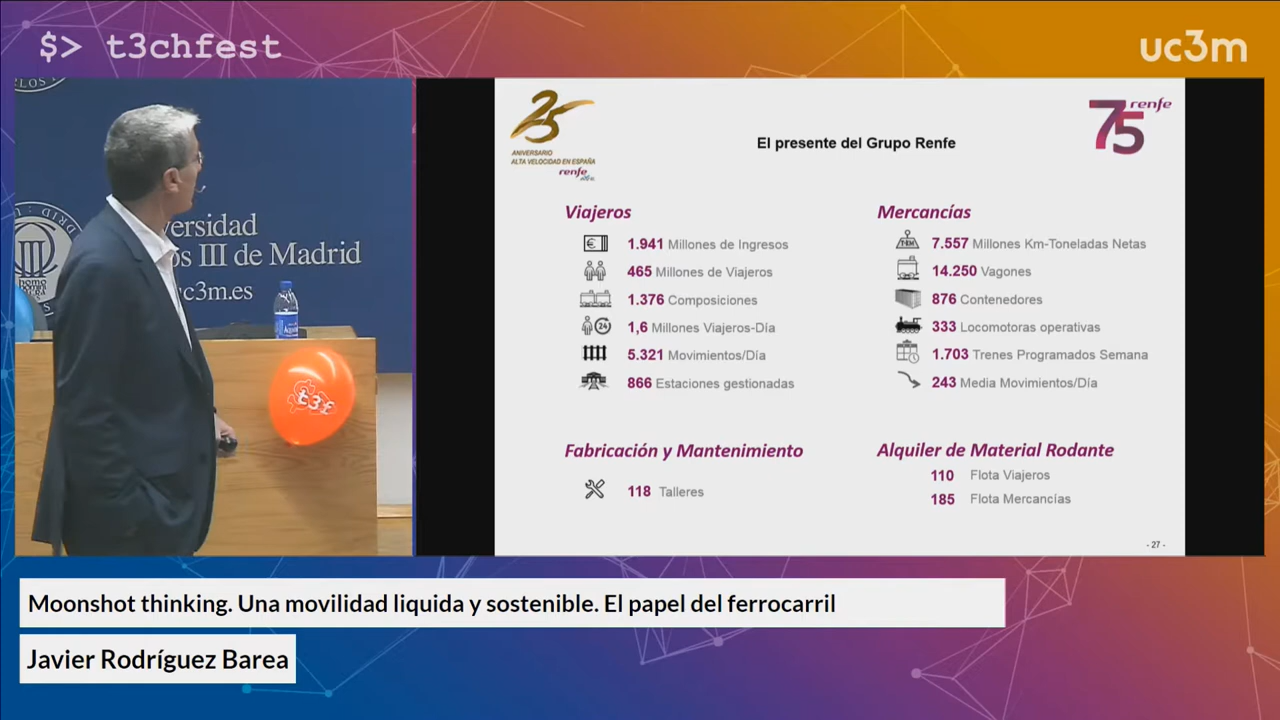 $> t3chfest
uc3m
versidad
os III de Madrid
uc3m.es
t3f
25
ANIVERSARIO
ALTA VELOCIDAD EN ESPAÑA
renfe
75 renfe
El presente del Grupo Renfe
Viajeros
1.941 Millones de Ingresos
465 Millones de Viajeros
1.376 Composiciones
24
1,6 Millones Viajeros-Día
5.321 Movimientos/Día
866 Estaciones gestionadas
Mercancías
7.557 Millones Km-Toneladas Netas
14.250 Vagones
876 Contenedores
333 Locomotoras operativas
1.703 Trenes Programados Semana
243 Media Movimientos/Día
Fabricación y Mantenimiento
118 Talleres
Alquiler de Material Rodante
110 Flota Viajeros
185 Flota Mercancías
- 27 -
Moonshot thinking. Una movilidad liquida y sostenible. El papel del ferrocarril
Javier Rodríguez Barea